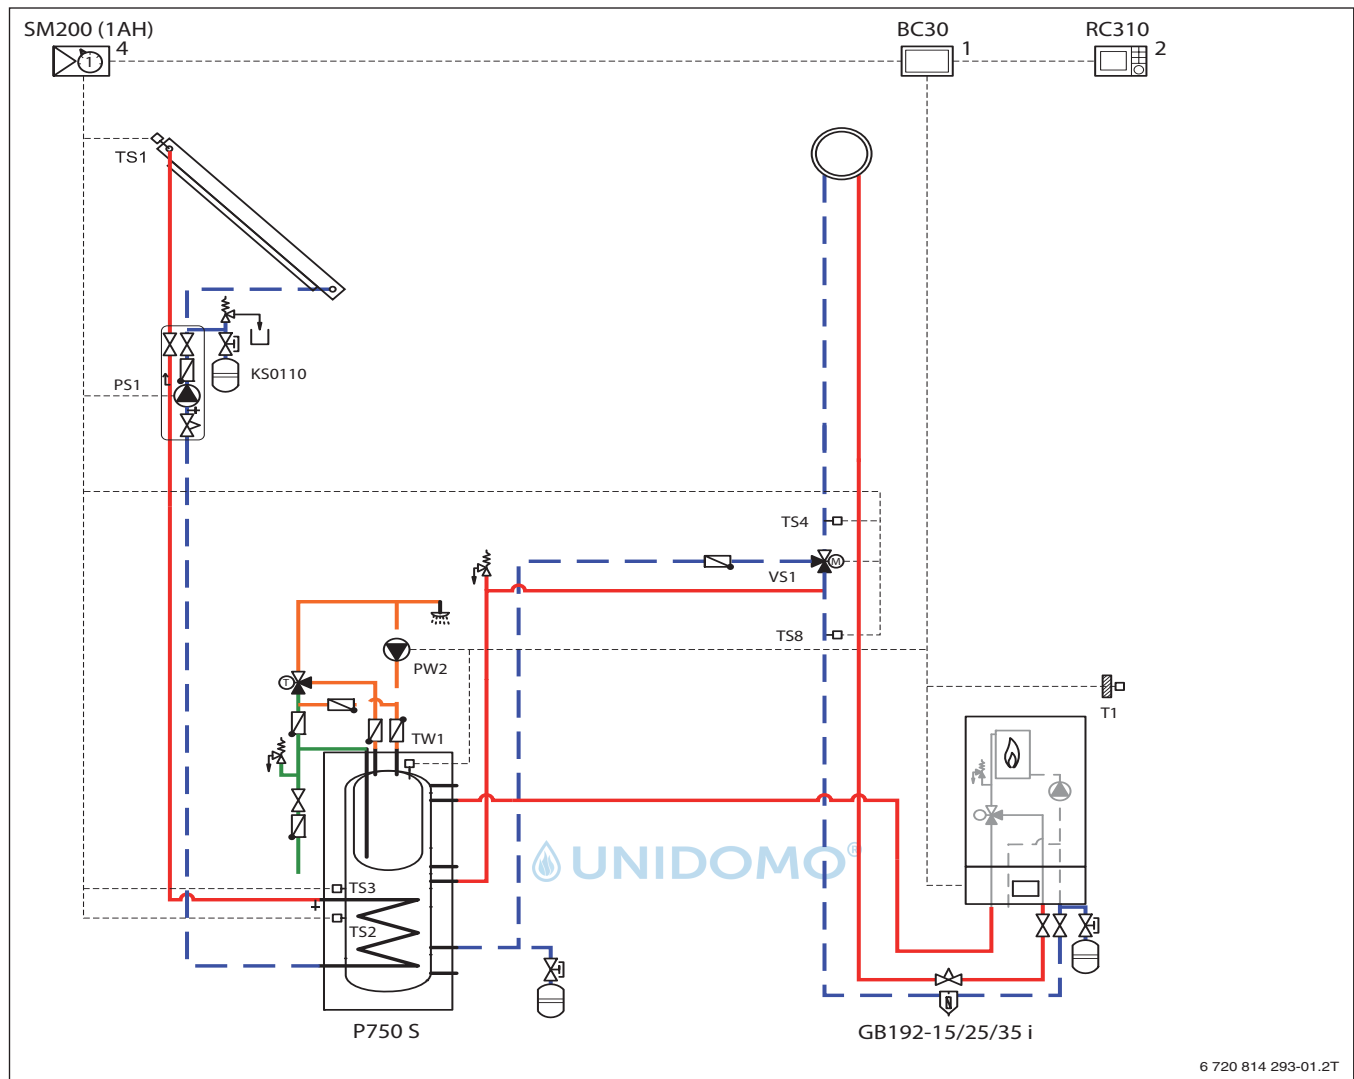 SM200 (1AH)
4
1
BC30
1
RC310
2
TS1
PS1
KS0110
TS4
VS1
M
TS8
PW2
T
TW1
T1
UNIDOMO®
TS3
TS2
P750 S
GB192-15/25/35 i
6 720 814 293-01.2T